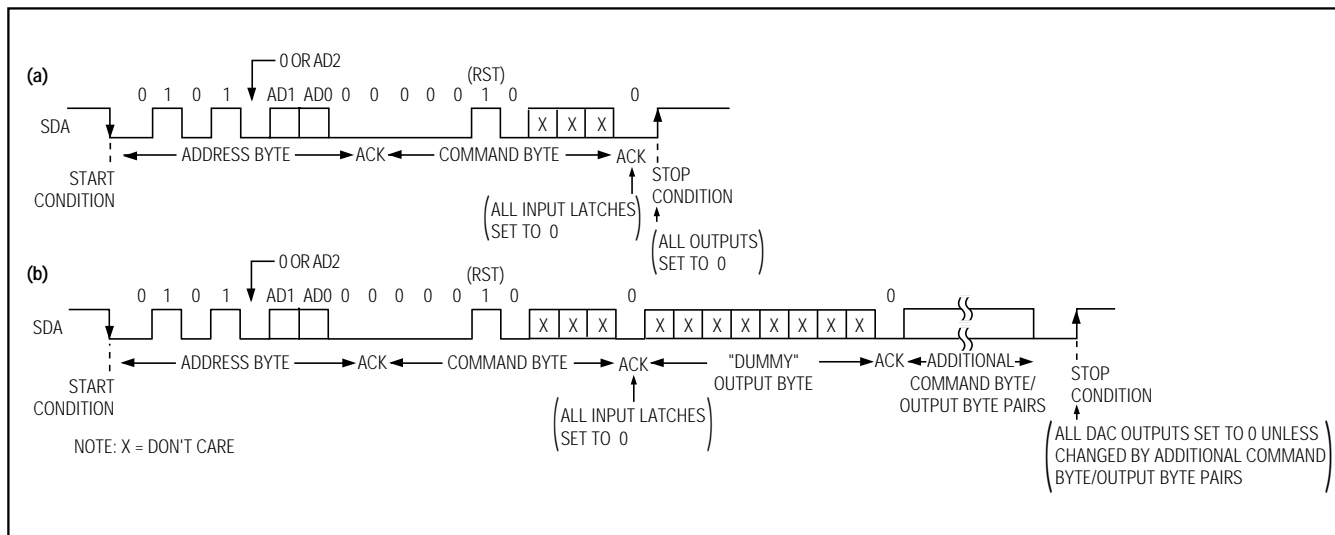 (a)
0 OR AD2
(RST)
0 1 0 1 AD1 AD0 0 0 0 0 0 1 0 0
SDA
X X X
ADDRESS BYTE ACK COMMAND BYTE ACK
START
CONDITION
STOP
CONDITION
(ALL INPUT LATCHES
SET TO 0)
(ALL OUTPUTS
SET TO 0)
(b)
0 OR AD2
(RST)
0 1 0 1 AD1 AD0 0 0 0 0 0 1 0 0 0
SDA
X X X X X X X X X X X
ADDRESS BYTE ACK COMMAND BYTE ACK "DUMMY"
OUTPUT BYTE
ACK ADDITIONAL
COMMAND BYTE/
OUTPUT BYTE PAIRS
START
CONDITION
STOP
CONDITION
(ALL INPUT LATCHES
SET TO 0)
(ALL DAC OUTPUTS SET TO 0 UNLESS
CHANGED BY ADDITIONAL COMMAND
BYTE/OUTPUT BYTE PAIRS)
NOTE: X = DON'T CARE